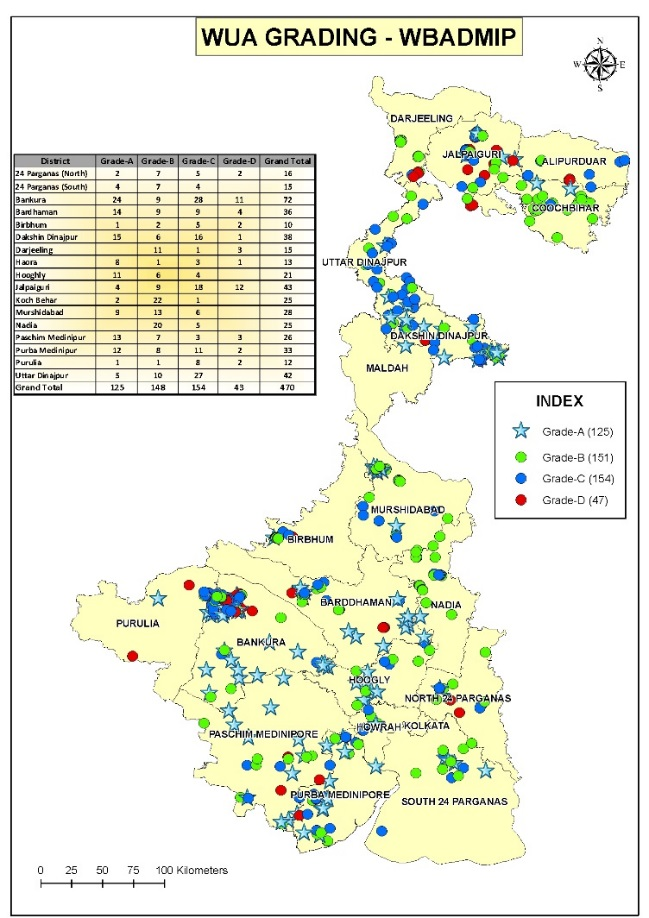 WUA GRADING - WBADMIP
N
W E
S
District Grade-A Grade-B Grade-C Grade-D Grand Total
24 Parganas (North) 2 7 5 2 16
24 Parganas (South) 4 7 4 15
Bankura 24 9 28 11 72
Bardhaman 14 9 9 4 36
Birbhum 1 2 5 2 10
Dakshin Dinajpur 15 6 16 1 38
Darjeeling 11 1 3 15
Haora 8 1 3 1 13
Hooghly 11 6 4 21
Jalpaiguri 4 9 18 12 43
Koch Behar 2 22 1 25
Murshidabad 9 13 6 28
Nadia 20 5 25
Paschim Medinipur 13 7 3 3 26
Purba Medinipur 12 8 11 2 33
Purulia 1 1 8 2 12
Uttar Dinajpur 5 10 27 42
Grand Total 125 148 154 43 470
DARJEELING
JALPAIGURI
ALIPURDUAR
COOCHBIHAR
UTTAR DINAJPUR
DAKSHIN DINAJPUR
MALDAH
INDEX
Grade-A (125)
Grade-B (151)
Grade-C (154)
Grade-D (47)
MURSHIDABAD
BIRBHUM
BARDDHAMAN
NADIA
PURULIA
BANKURA
HOOGLY
NORTH 24 PARGANAS
HOWRAH
KOLKATA
PASCHIM MEDINIPORE
PURBA MEDINIPORE
SOUTH 24 PARGANAS
0 25 50 75 100 Kilometers